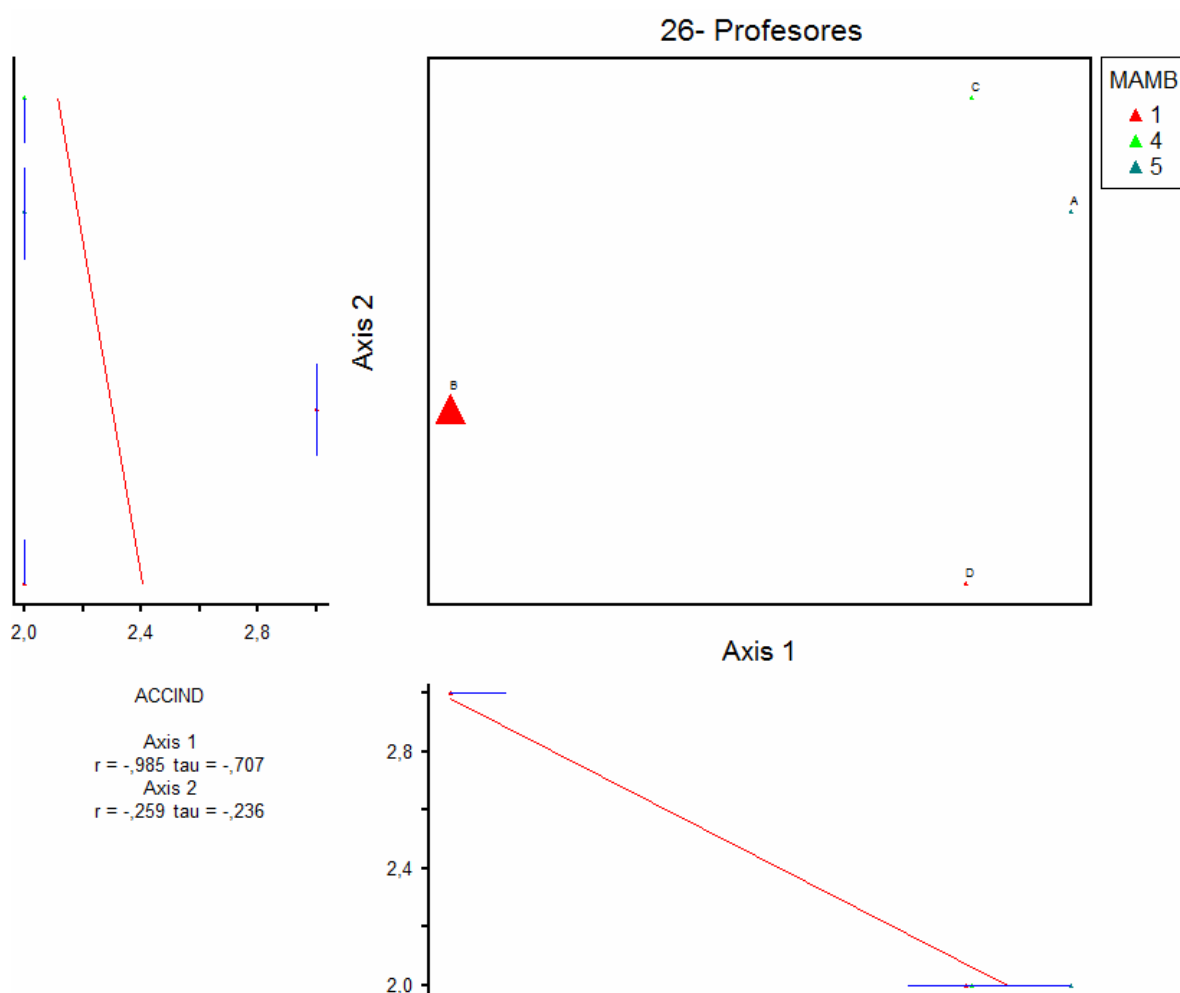 26- Profesores
MAMB
1
4
5
C
A
B
D
Axis 2
2,0
2,4
2,8
Axis 1
ACCIND
Axis 1
r = -,985 tau = -,707
Axis 2
r = -,259 tau = -,236
2,8
2,4
2,0